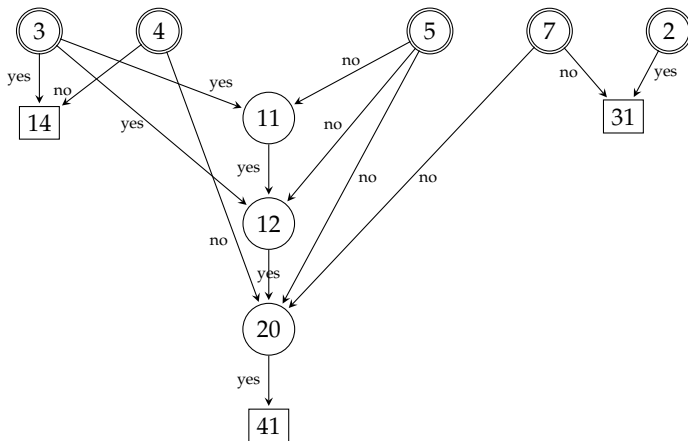 3 4 5 7 2
yes no yes no no yes
14 11 31
yes no
yes no no
12
no yes
20
yes
41